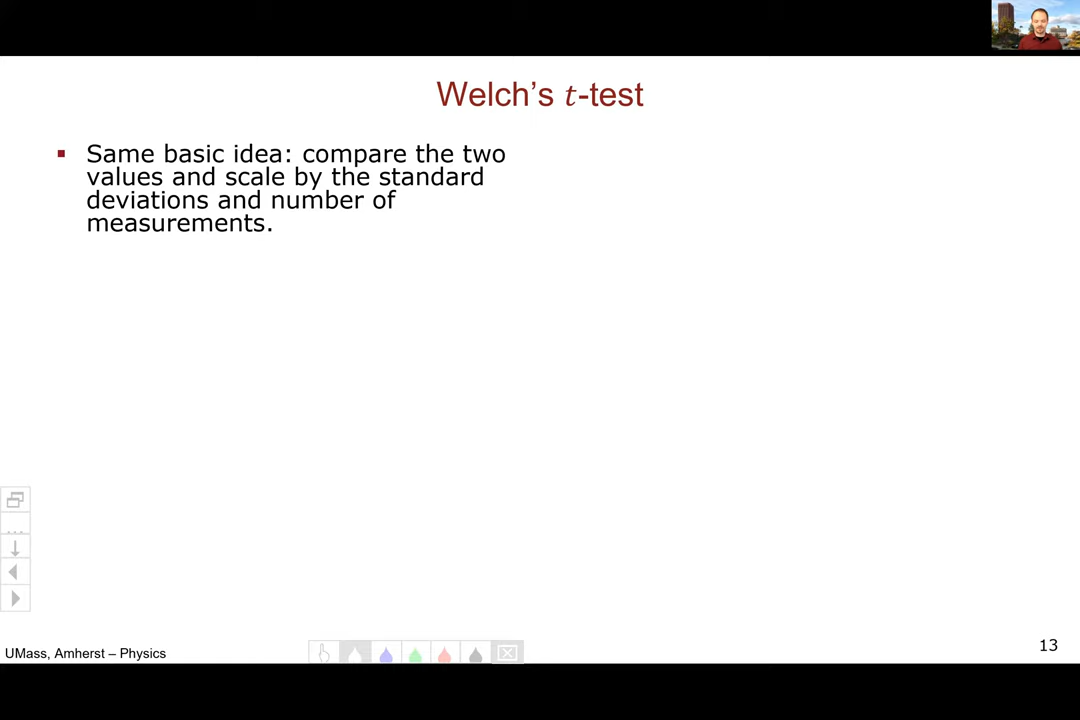 Welch's t-test
▪ Same basic idea: compare the two
values and scale by the standard
deviations and number of
measurements.
UMass, Amherst – Physics
13